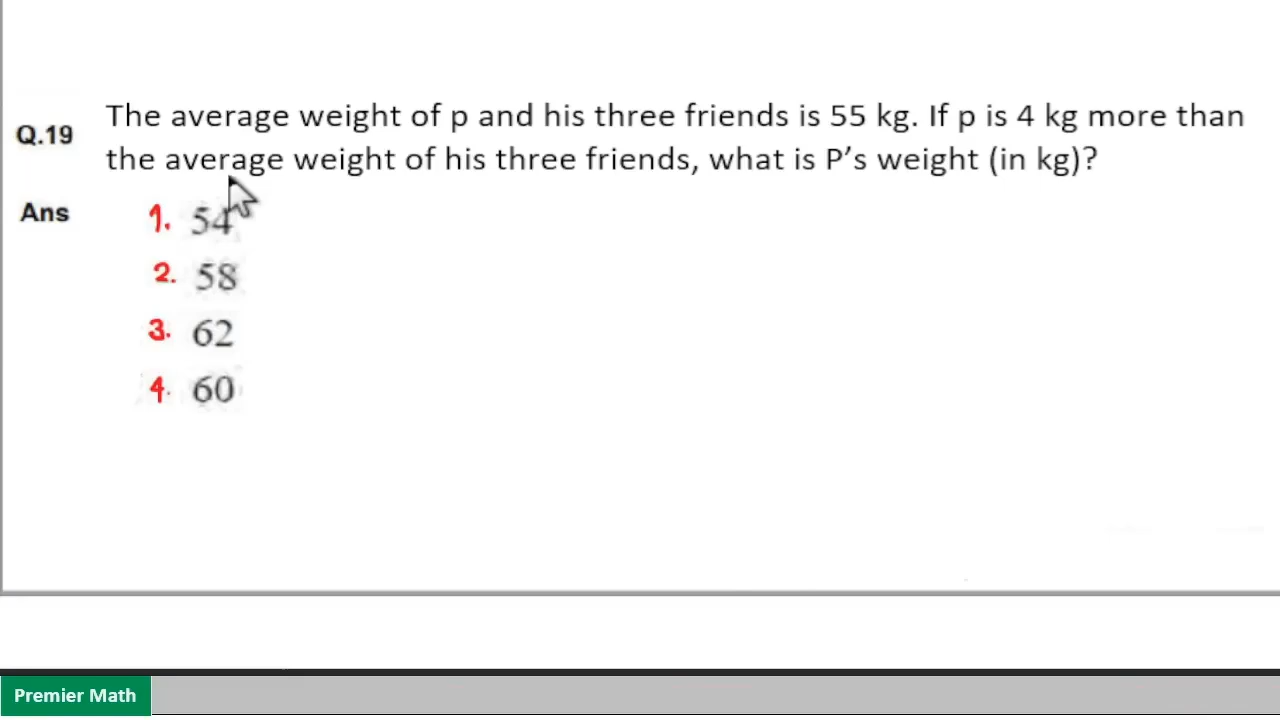 Q.19 The average weight of p and his three friends is 55 kg. If p is 4 kg more than
the average weight of his three friends, what is P’s weight (in kg)?
Ans 1. 54
2. 58
3. 62
4. 60
Premier Math